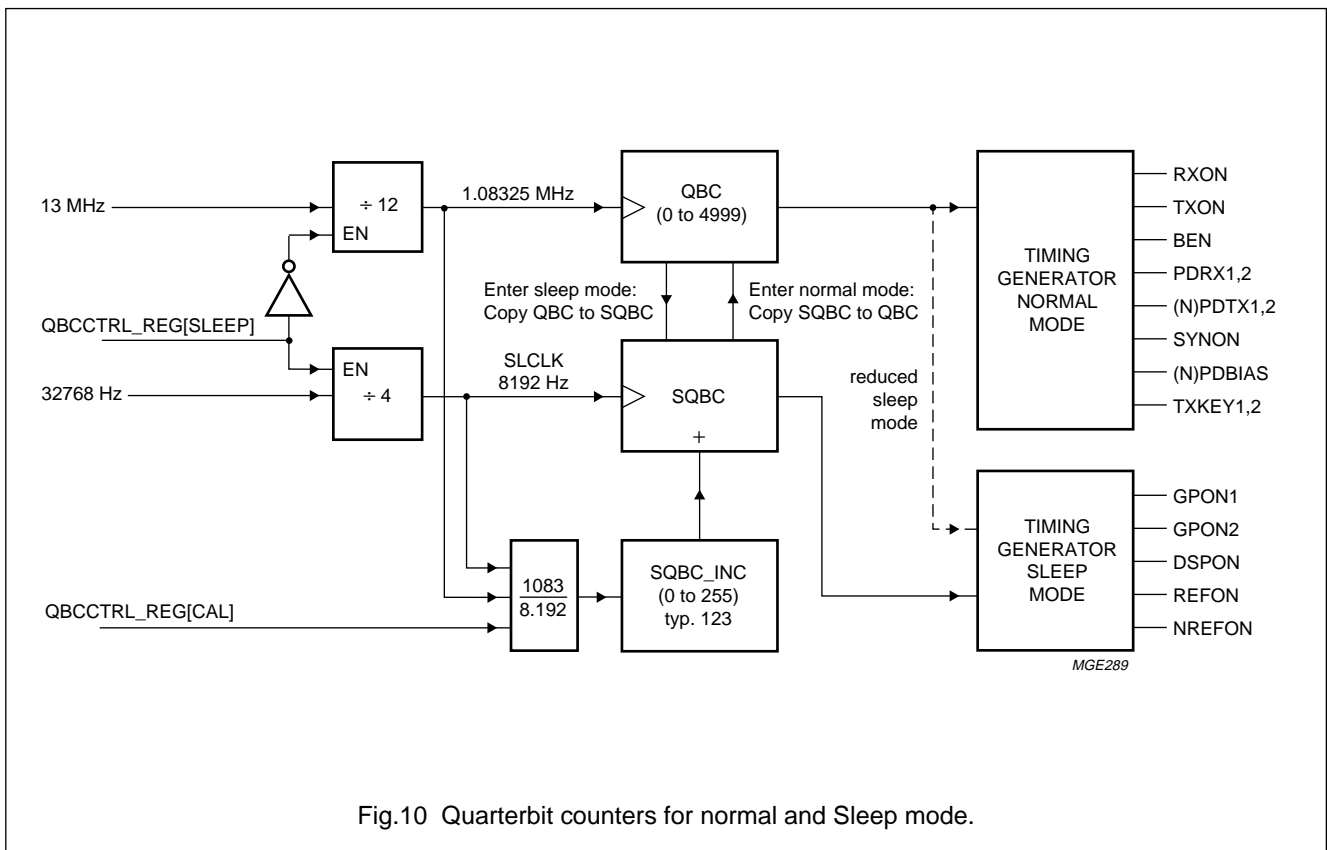 13 MHz
÷ 12
EN
1.08325 MHz
QBC
(0 to 4999)
QBCCTRL_REG[SLEEP]
EN
÷ 4
32768 Hz
SLCLK
8192 Hz
Enter sleep mode:
Copy QBC to SQBC
Enter normal mode:
Copy SQBC to QBC
SQBC
+
reduced
sleep
mode
QBCCTRL_REG[CAL]
1083
8.192
SQBC_INC
(0 to 255)
typ. 123
TIMING
GENERATOR
NORMAL
MODE
RXON
TXON
BEN
PDRX1,2
(N)PDTX1,2
SYNON
(N)PDBIAS
TXKEY1,2
TIMING
GENERATOR
SLEEP
MODE
GPON1
GPON2
DSPON
REFON
NREFON
MGE289
Fig.10 Quarterbit counters for normal and Sleep mode.